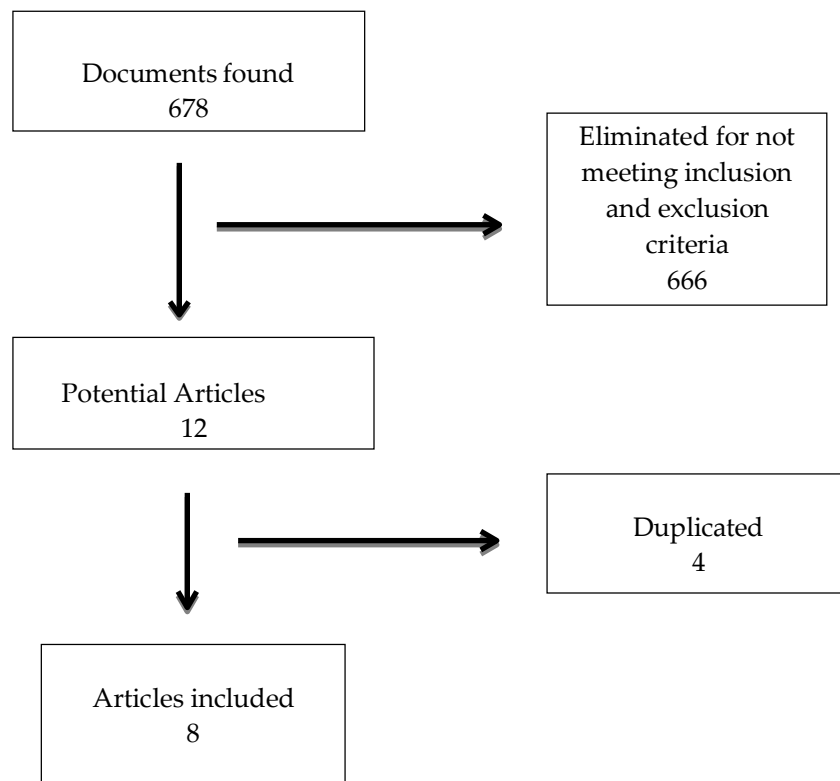 Documents found
678
Eliminated for not
meeting inclusion
and exclusion
criteria
666
Potential Articles
12
Duplicated
4
Articles included
8